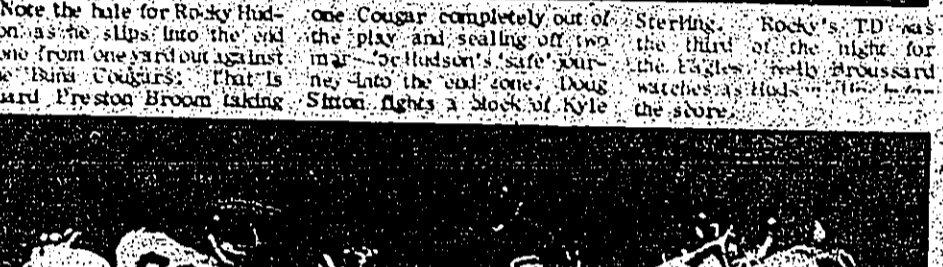 Note the hole for Rocky Hud-
on as he slips into the end
one from one yard out against
Cougars. That is
ard Preston Broom taking
one Cougar completely out of
the play and sealing off two
Hudson's 'safe' jour-
ney into the end zone. Doug
Sitton fights a block of Kyle
Sterling. Rocky's TD was
the third of the night for
the Eagles. Broussard
watches as
the score.